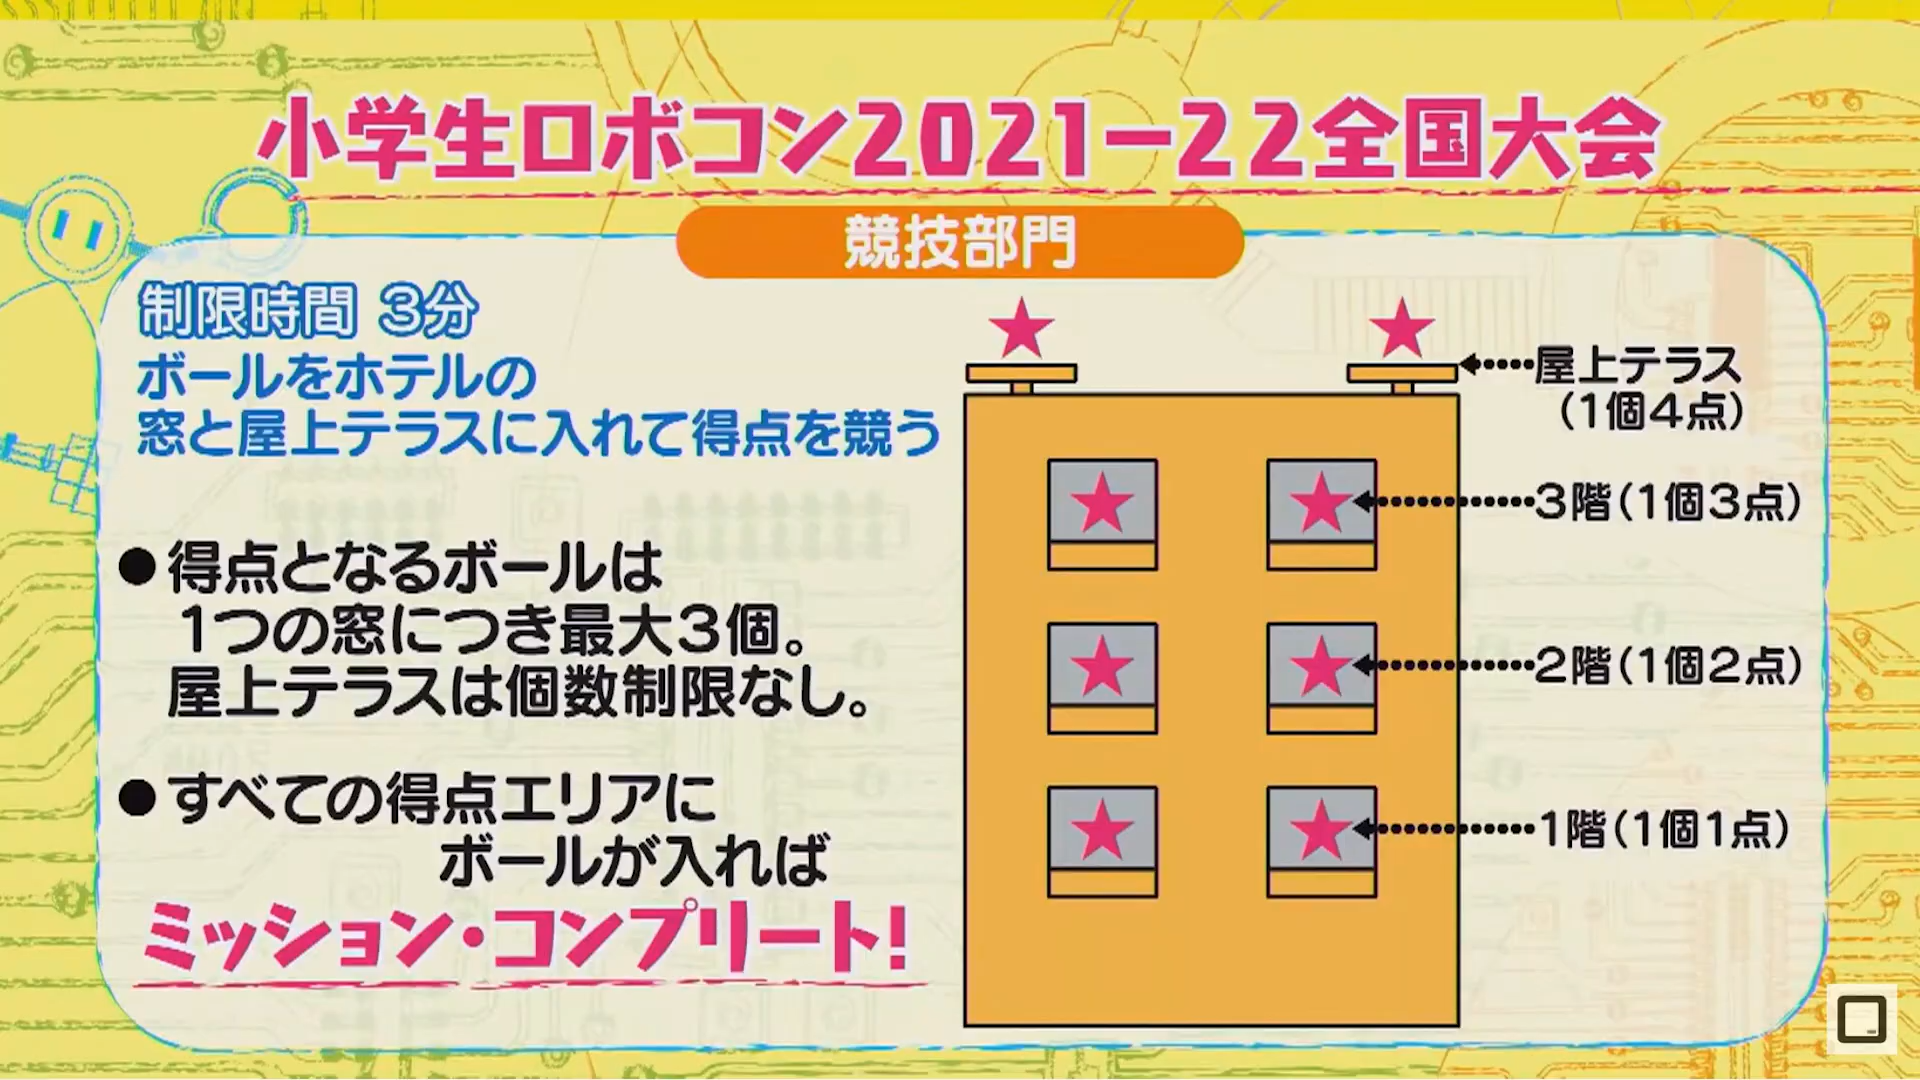 小学生ロボコン2021-22全国大会
競技部門
制限時間 3分
ボールをホテルの
窓と屋上テラスに入れて得点を競う
●得点となるボールは
1つの窓につき最大3個。
屋上テラスは個数制限なし。
●すべての得点エリアに
ボールが入れば
ミッション・コンプリート!
屋上テラス
(1個4点)
3階(1個3点)
2階(1個2点)
1階(1個1点)